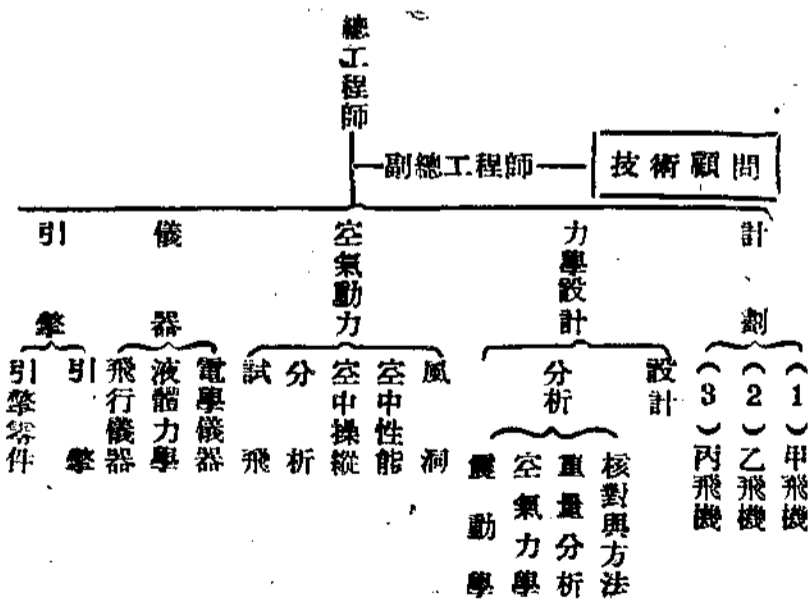 總工程師
副總工程師
技術顧問
計劃
(1)甲飛機
(2)乙飛機
(3)丙飛機
力學設計
設計
分析
核對與方法
重量分析
空氣力學
震動學
空氣動力
風洞
空中性能
空中操縱
分析
試飛
儀器
電學儀器
液體力學
飛行儀器
引擎
引擎
引擎零件